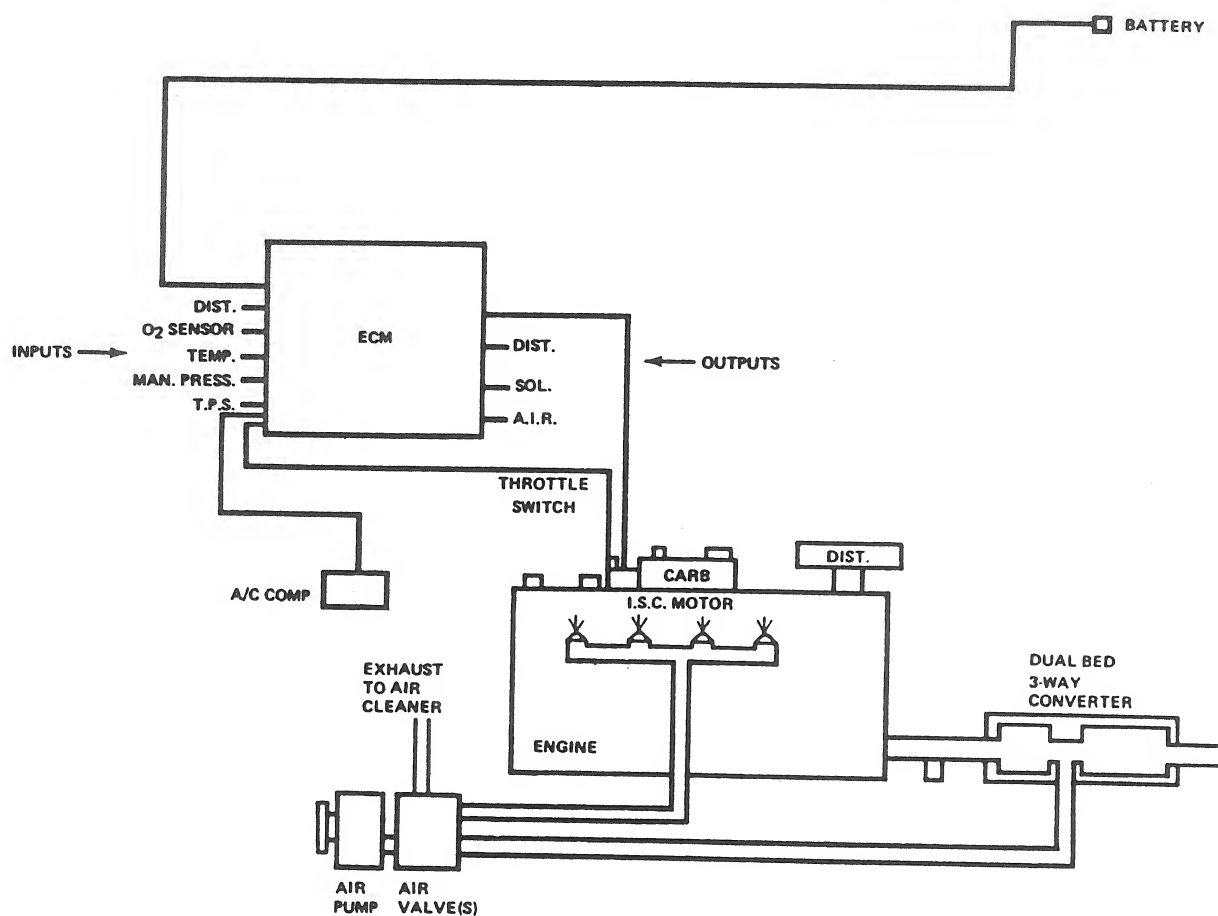 BATTERY
ECM
DIST.
O2 SENSOR
INPUTS
TEMP.
MAN. PRESS.
T.P.S.
DIST.
OUTPUTS
SOL.
A.I.R.
THROTTLE
SWITCH
A/C COMP
CARB
DIST.
I.S.C. MOTOR
EXHAUST
TO AIR
CLEANER
DUAL BED
3-WAY
CONVERTER
ENGINE
AIR
PUMP
AIR
VALVE(S)